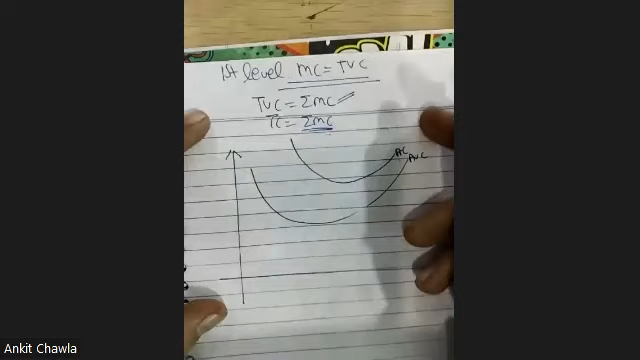 1st level MC = TVC
TVC = ΣMC
TC = ΣMC
AC
AVC
Ankit Chawla